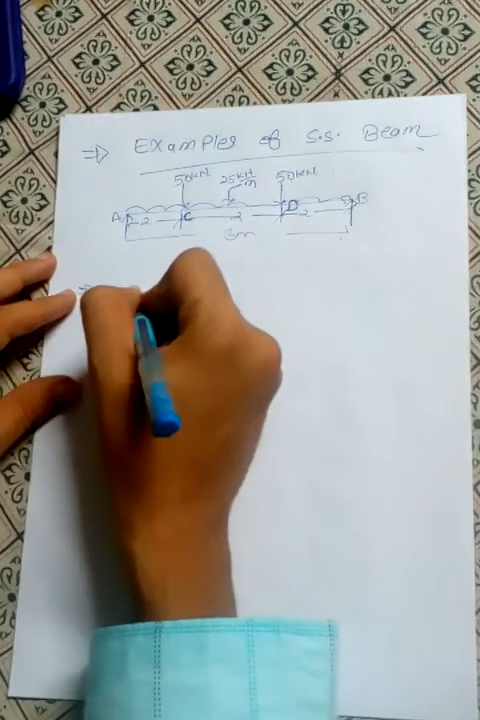 ⇒ Examples of S.S. Beam
50kN 25kN/m 50kN
A C D B
2 2 2
6m